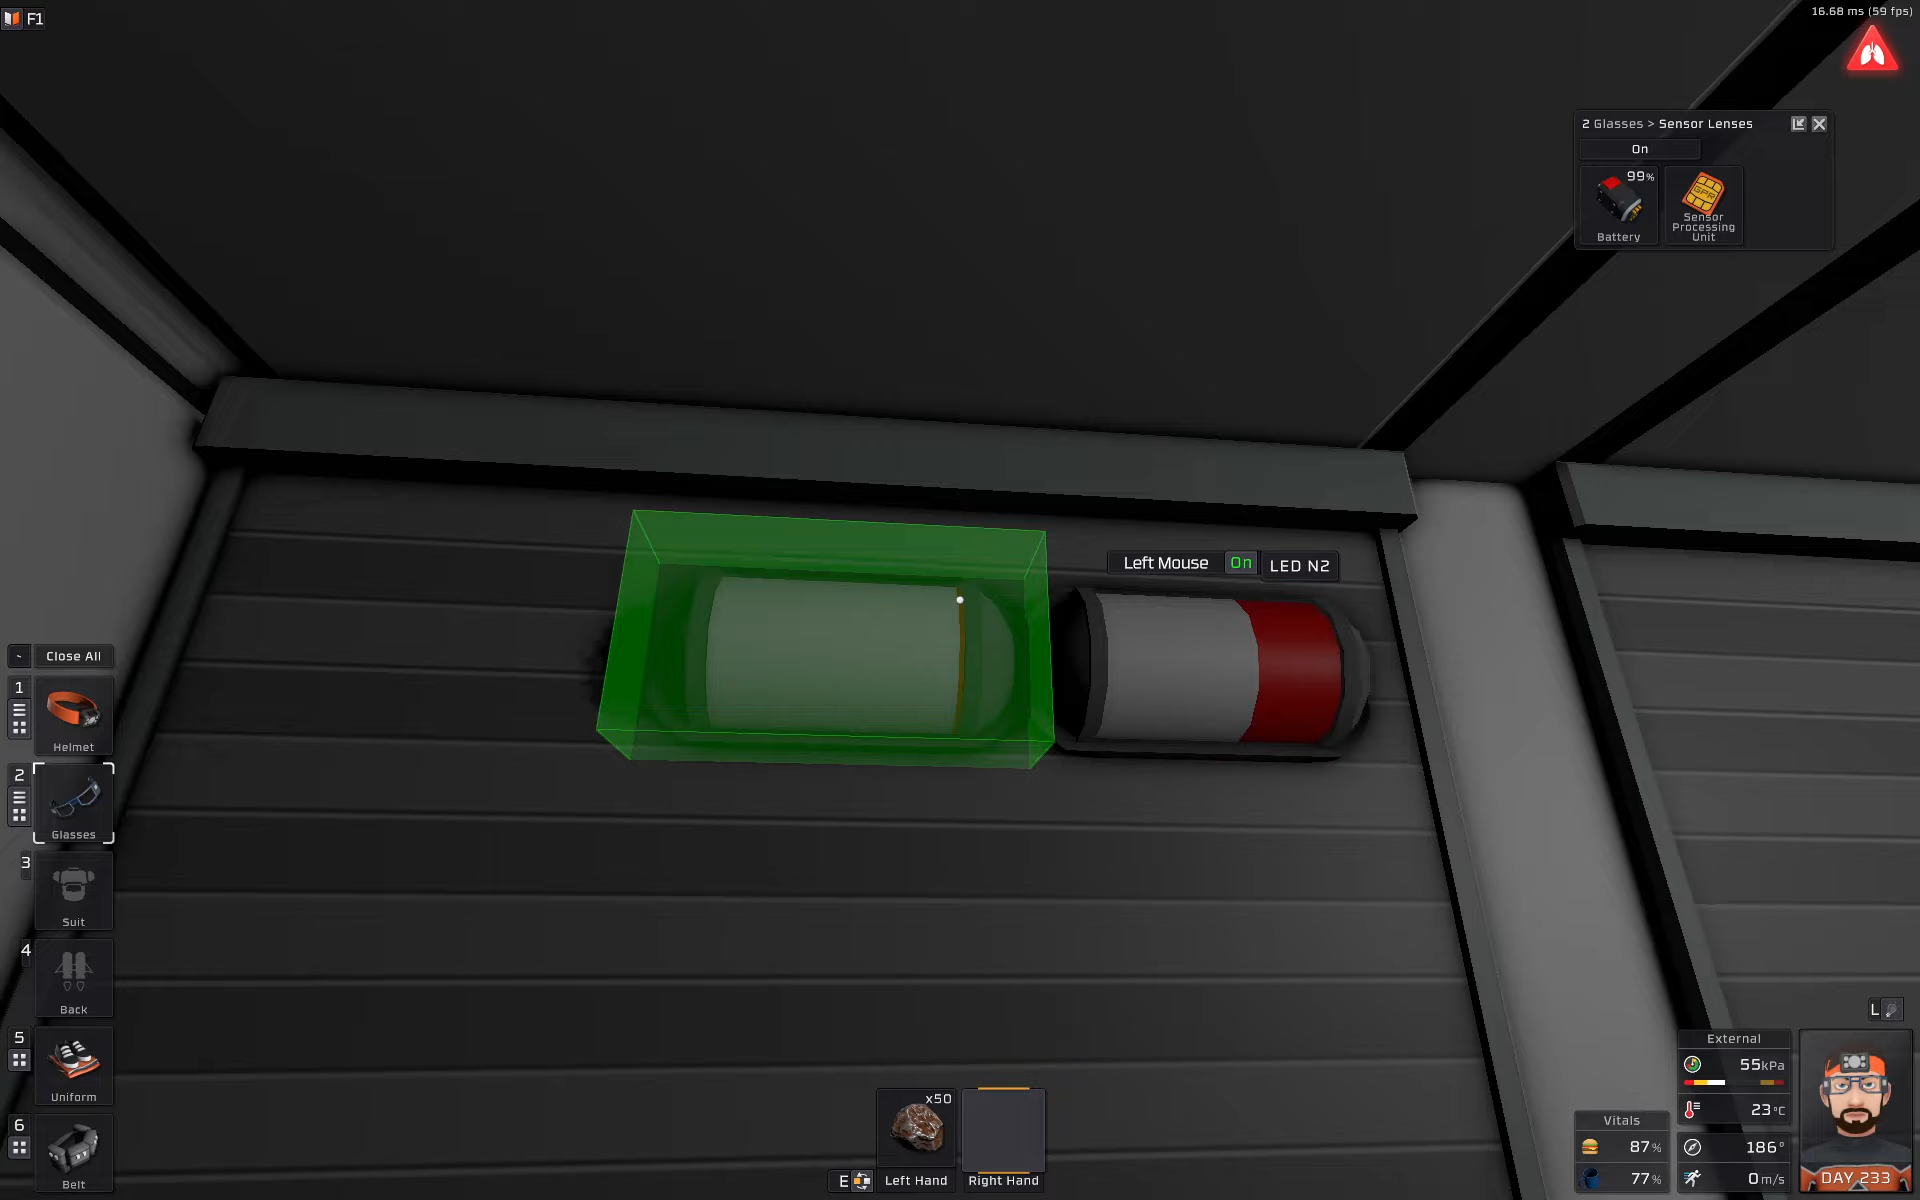 F1
16.68 ms (59 fps)
2 Glasses > Sensor Lenses
On
99%
Battery
GPR
Sensor
Processing
Unit
Left Mouse On LED N2
~ Close All
1
Helmet
2
Glasses
3
Suit
4
Back
5
Uniform
6
Belt
x50
E Left Hand
Right Hand
L
External
55kPa
23°C
186°
0m/s
Vitals
87%
77%
DAY 233